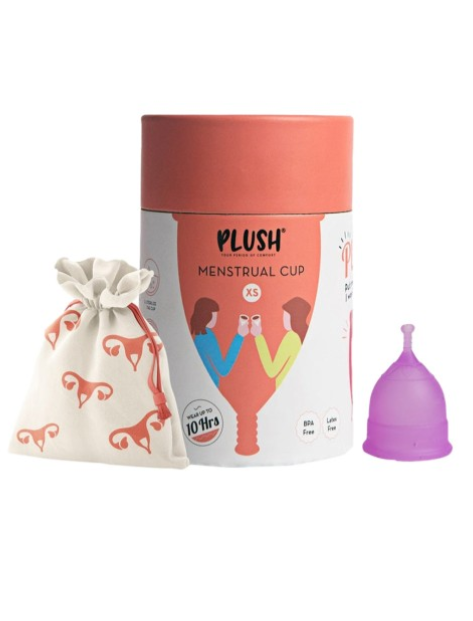 PLUSH®
YOUR PERIOD OF COMFORT
MENSTRUAL CUP
XS
WEAR UP TO
10 Hrs
BPA
Free
Latex
Free